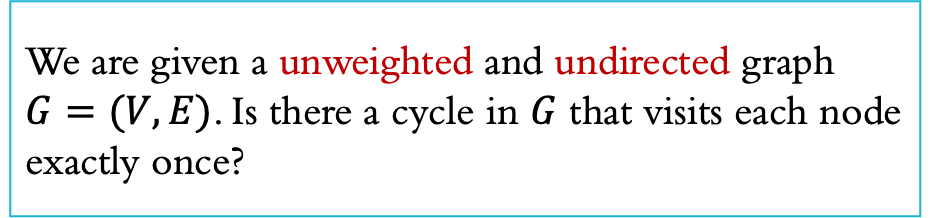 We are given a unweighted and undirected graph
G = (V, E). Is there a cycle in G that visits each node
exactly once?